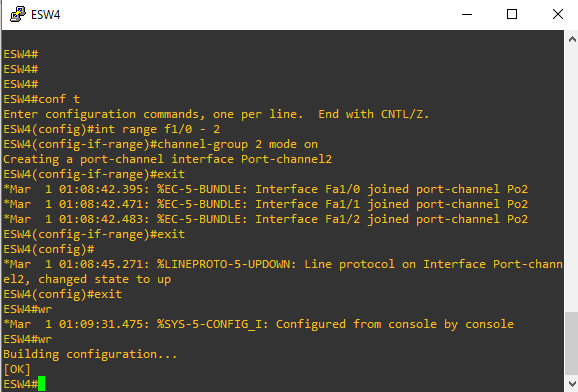 ESW4
ESW4#
ESW4#
ESW4#
ESW4#conf t
Enter configuration commands, one per line.  End with CNTL/Z.
ESW4(config)#int range f1/0 - 2
ESW4(config-if-range)#channel-group 2 mode on
Creating a port-channel interface Port-channel2
ESW4(config-if-range)#exit
*Mar  1 01:08:42.395: %EC-5-BUNDLE: Interface Fa1/0 joined port-channel Po2
*Mar  1 01:08:42.471: %EC-5-BUNDLE: Interface Fa1/1 joined port-channel Po2
*Mar  1 01:08:42.483: %EC-5-BUNDLE: Interface Fa1/2 joined port-channel Po2
ESW4(config-if-range)#exit
ESW4(config)#
*Mar  1 01:08:45.271: %LINEPROTO-5-UPDOWN: Line protocol on Interface Port-chann
el2, changed state to up
ESW4(config)#exit
ESW4#wr
*Mar  1 01:09:31.475: %SYS-5-CONFIG_I: Configured from console by console
ESW4#wr
Building configuration...
[OK]
ESW4#